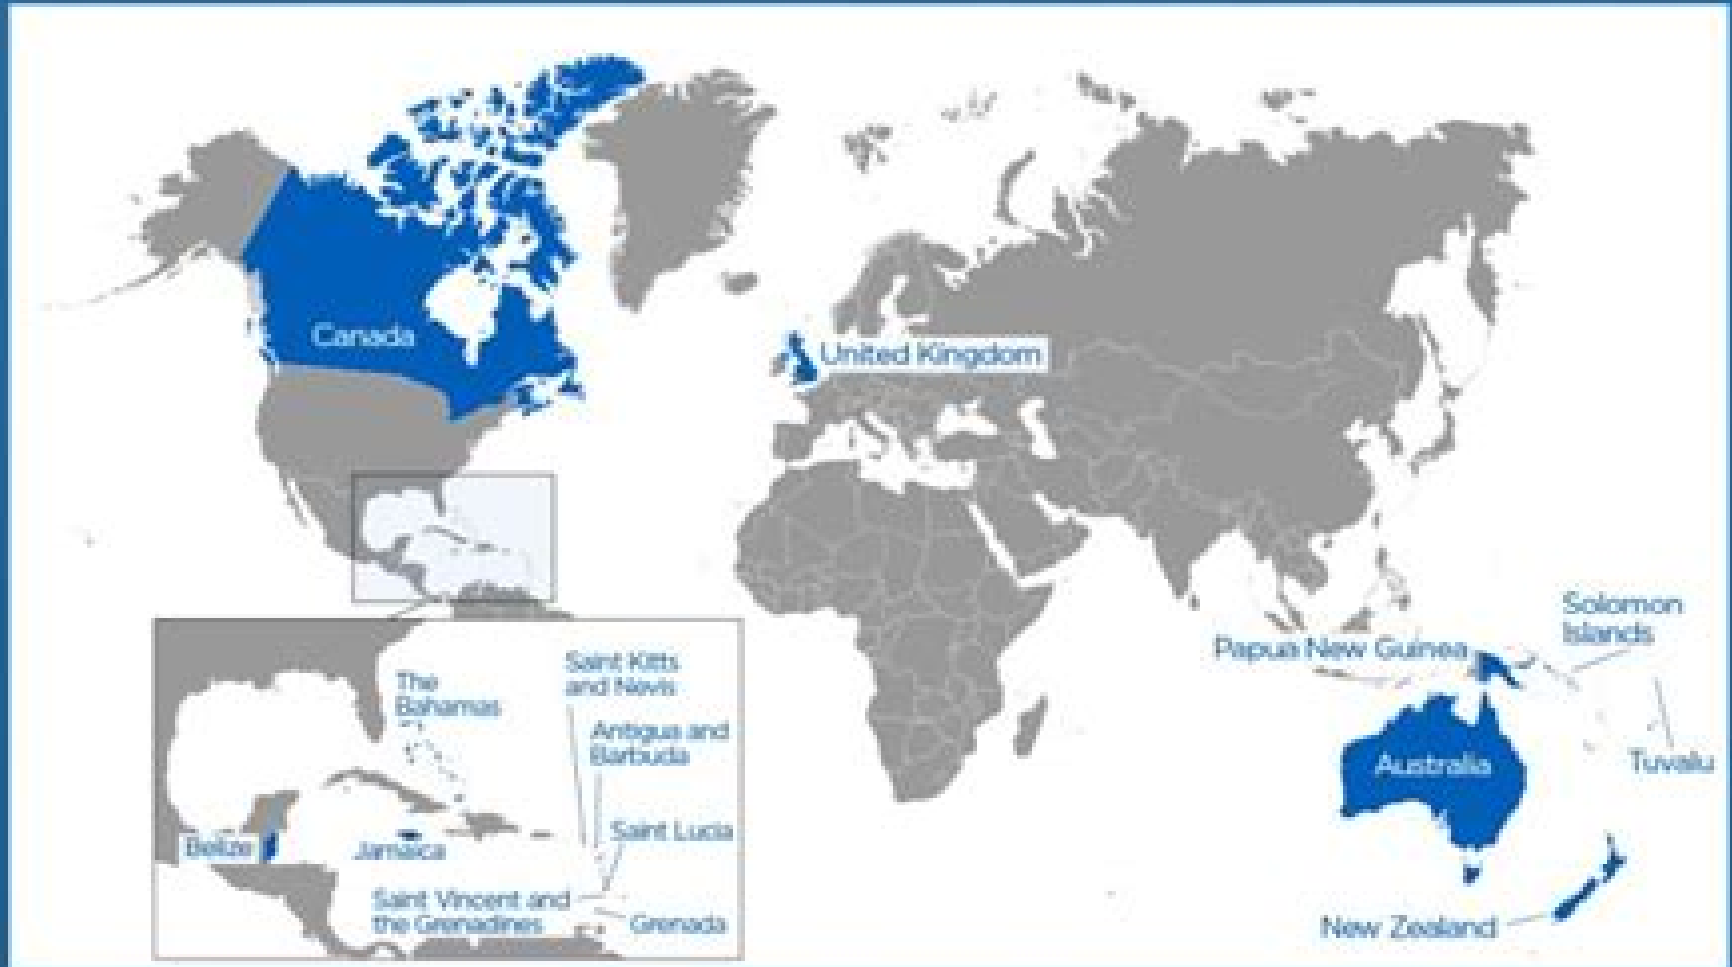 Canada
United Kingdom
Solomon
Islands
Papua New Guinea
Saint Kitts
and Nevis
The
Bahamas
Antigua and
Barbuda
Australia
Tuvalu
Saint Lucia
Belize
Jamaica
Saint Vincent and
the Grenadines
Grenada
New Zealand